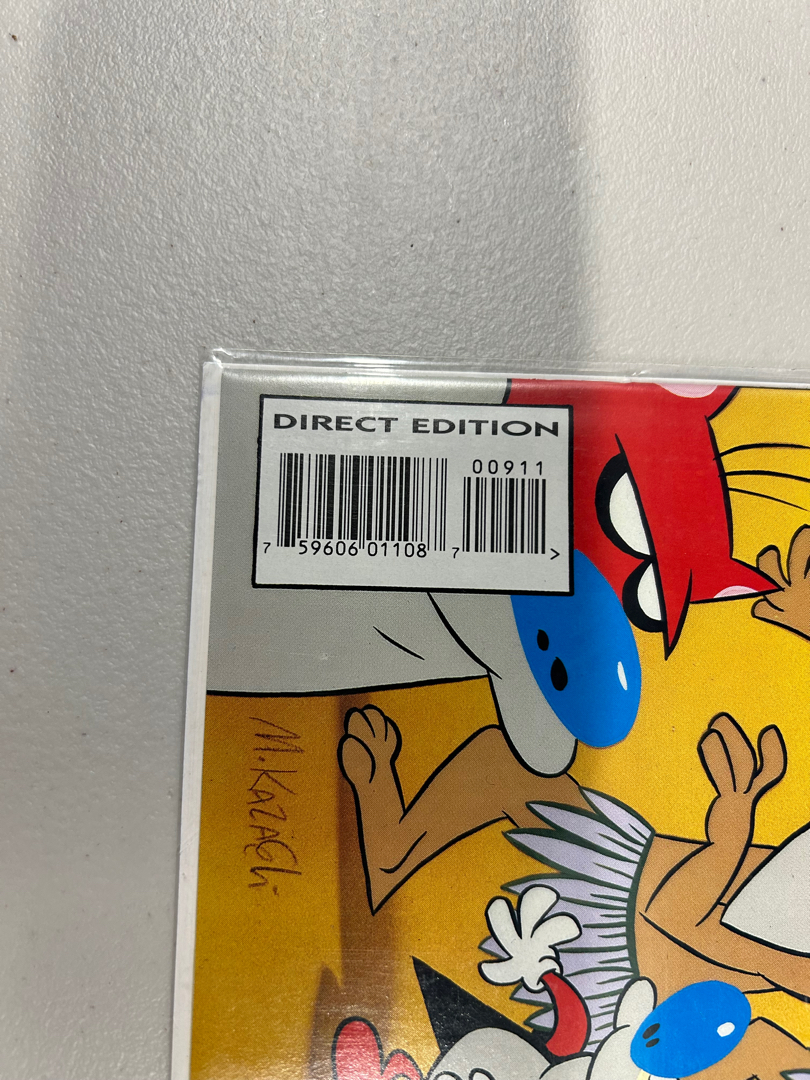 DIRECT EDITION
00911
7 59606 01108 7 >
M. KAZALEh